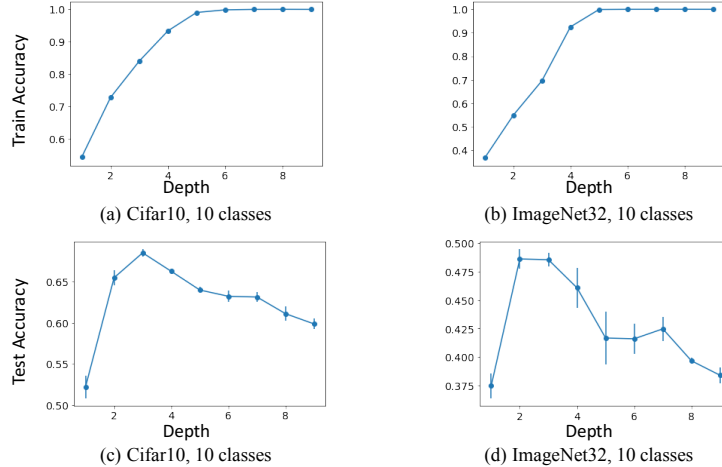 1.0
0.9
0.8
0.7
0.6
Train Accuracy
2 4 6 8
Depth
(a) Cifar10, 10 classes
1.0
0.9
0.8
0.7
0.6
0.5
0.4
2 4 6 8
Depth
(b) ImageNet32, 10 classes
0.65
0.60
0.55
0.50
Test Accuracy
2 4 6 8
Depth
(c) Cifar10, 10 classes
0.500
0.475
0.450
0.425
0.400
0.375
2 4 6 8
Depth
(d) ImageNet32, 10 classes